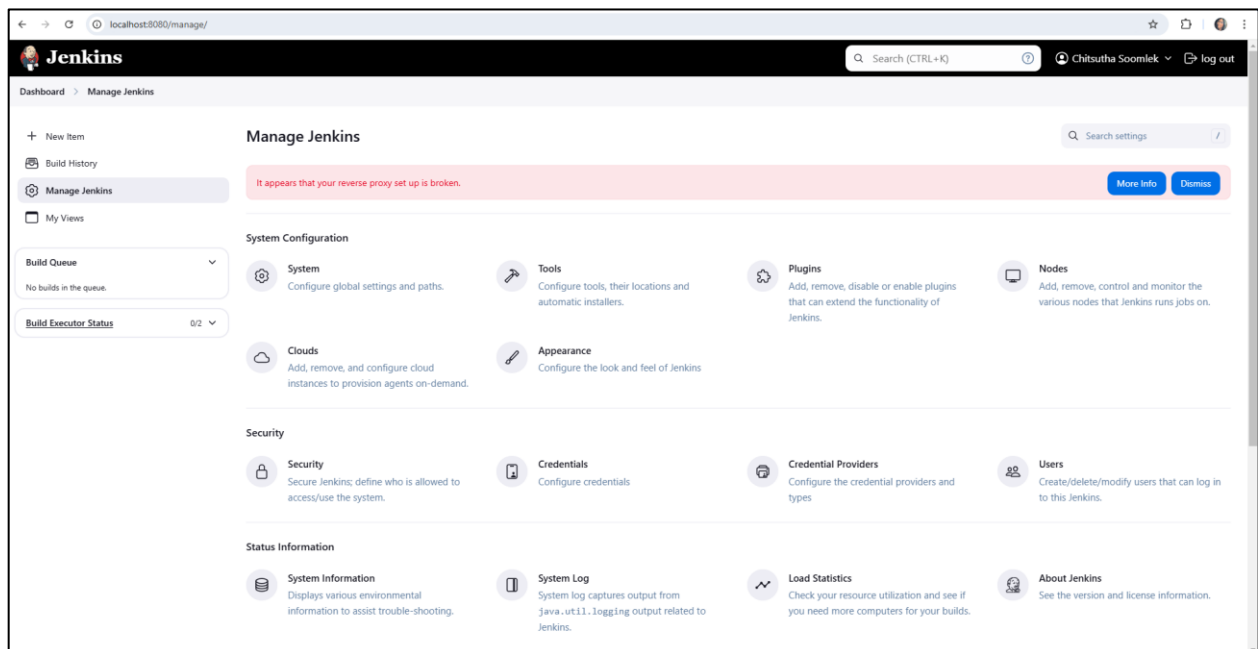 localhost:8080/manage/
Jenkins
Search (CTRL+K)
?
Chitsutha Soomlek
log out
Dashboard > Manage Jenkins
+ New Item
Build History
Manage Jenkins
My Views
Build Queue
No builds in the queue.
Build Executor Status
0/2
Manage Jenkins
Search settings
/
It appears that your reverse proxy set up is broken.
More Info
Dismiss
System Configuration
System
Configure global settings and paths.
Tools
Configure tools, their locations and
automatic installers.
Plugins
Add, remove, disable or enable plugins
that can extend the functionality of
Jenkins.
Nodes
Add, remove, control and monitor the
various nodes that Jenkins runs jobs on.
Clouds
Add, remove, and configure cloud
instances to provision agents on-demand.
Appearance
Configure the look and feel of Jenkins
Security
Security
Secure Jenkins; define who is allowed to
access/use the system.
Credentials
Configure credentials
Credential Providers
Configure the credential providers and
types
Users
Create/delete/modify users that can log in
to this Jenkins.
Status Information
System Information
Displays various environmental
information to assist trouble-shooting.
System Log
System log captures output from
java.util.logging output related to
Jenkins.
Load Statistics
Check your resource utilization and see if
you need more computers for your builds.
About Jenkins
See the version and license information.